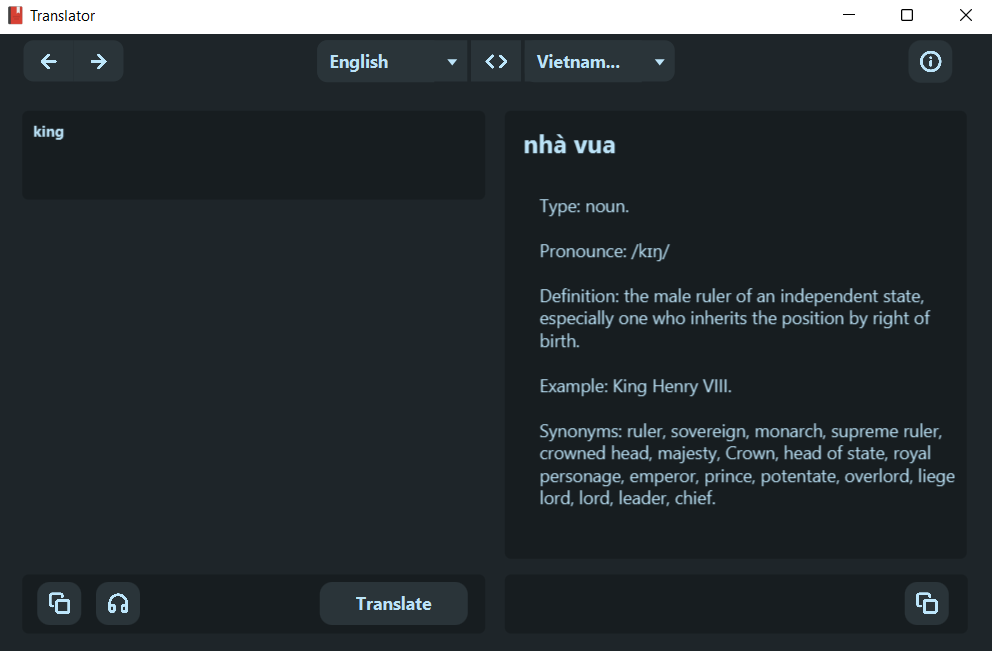 Translator
English
Vietnam...
king
nhà vua
Type: noun.
Pronounce: /kɪŋ/
Definition: the male ruler of an independent state,
especially one who inherits the position by right of
birth.
Example: King Henry VIII.
Synonyms: ruler, sovereign, monarch, supreme ruler,
crowned head, majesty, Crown, head of state, royal
personage, emperor, prince, potentate, overlord, liege
lord, lord, leader, chief.
Translate